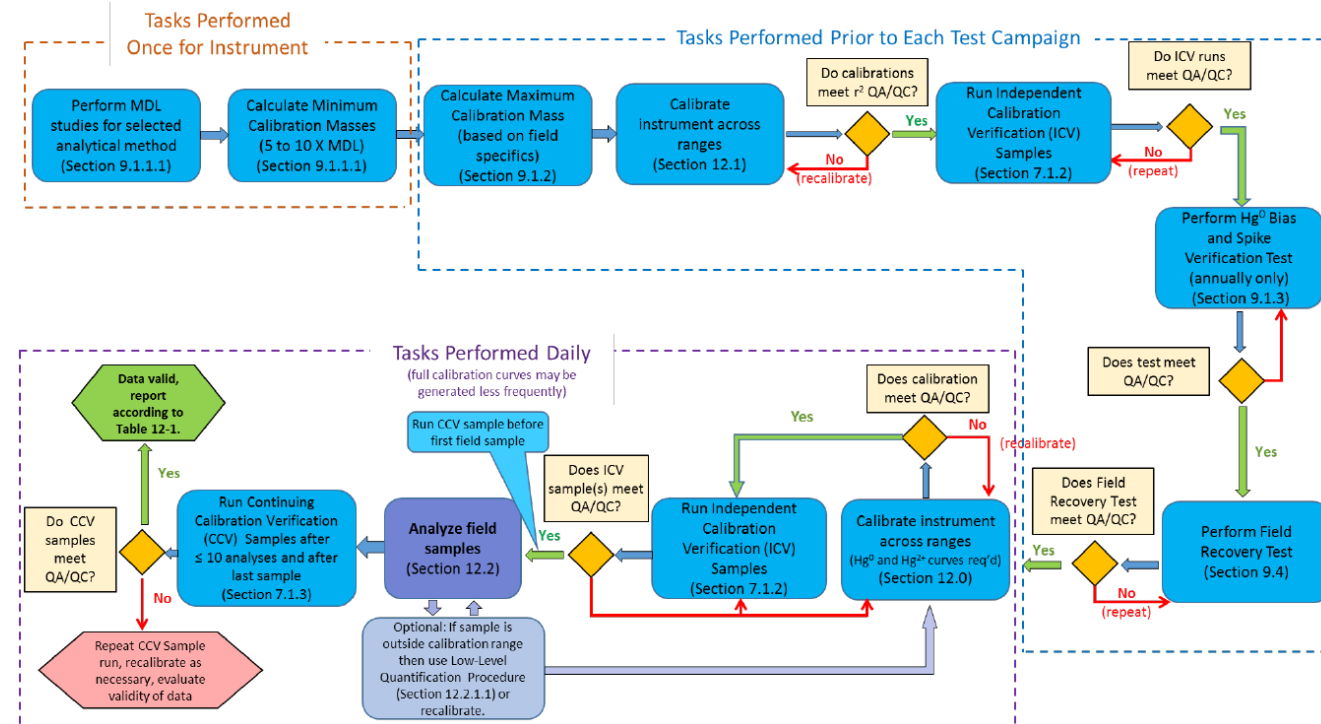 Tasks Performed
Once for Instrument
Tasks Performed Prior to Each Test Campaign
Perform MDL
studies for selected
analytical method
(Section 9.1.1.1)
Calculate Minimum
Calibration Masses
(5 to 10 X MDL)
(Section 9.1.1.1)
Calculate Maximum
Calibration Mass
(based on field
specifics)
(Section 9.1.2)
Calibrate
instrument across
ranges
(Section 12.1)
Do calibrations
meet r² QA/QC?
Yes
No
(recalibrate)
Run Independent
Calibration
Verification (ICV)
Samples
(Section 7.1.2)
Do ICV runs
meet QA/QC?
Yes
No
(repeat)
Perform Hg⁰ Bias
and Spike
Verification Test
(annually only)
(Section 9.1.3)
Does test meet
QA/QC?
Yes
Perform Field
Recovery Test
(Section 9.4)
Does Field
Recovery Test
meet QA/QC?
Yes
No
(repeat)
Tasks Performed Daily
(full calibration curves may be
generated less frequently)
Calibrate instrument
across ranges
(Hg⁰ and Hg²⁺ curves req'd)
(Section 12.0)
Does calibration
meet QA/QC?
Yes
No
(recalibrate)
Run Independent
Calibration
Verification (ICV)
Samples
(Section 7.1.2)
Does ICV
sample(s) meet
QA/QC?
Yes
Run CCV sample before
first field sample
Analyze field
samples
(Section 12.2)
Optional: If sample is
outside calibration range
then use Low-Level
Quantification Procedure
(Section 12.2.1.1) or
recalibrate.
Run Continuing
Calibration Verification
(CCV) Samples after
≤ 10 analyses and after
last sample
(Section 7.1.3)
Do CCV
samples
meet
QA/QC?
Yes
Data valid,
report
according to
Table 12-1.
No
Repeat CCV Sample
run, recalibrate as
necessary, evaluate
validity of data